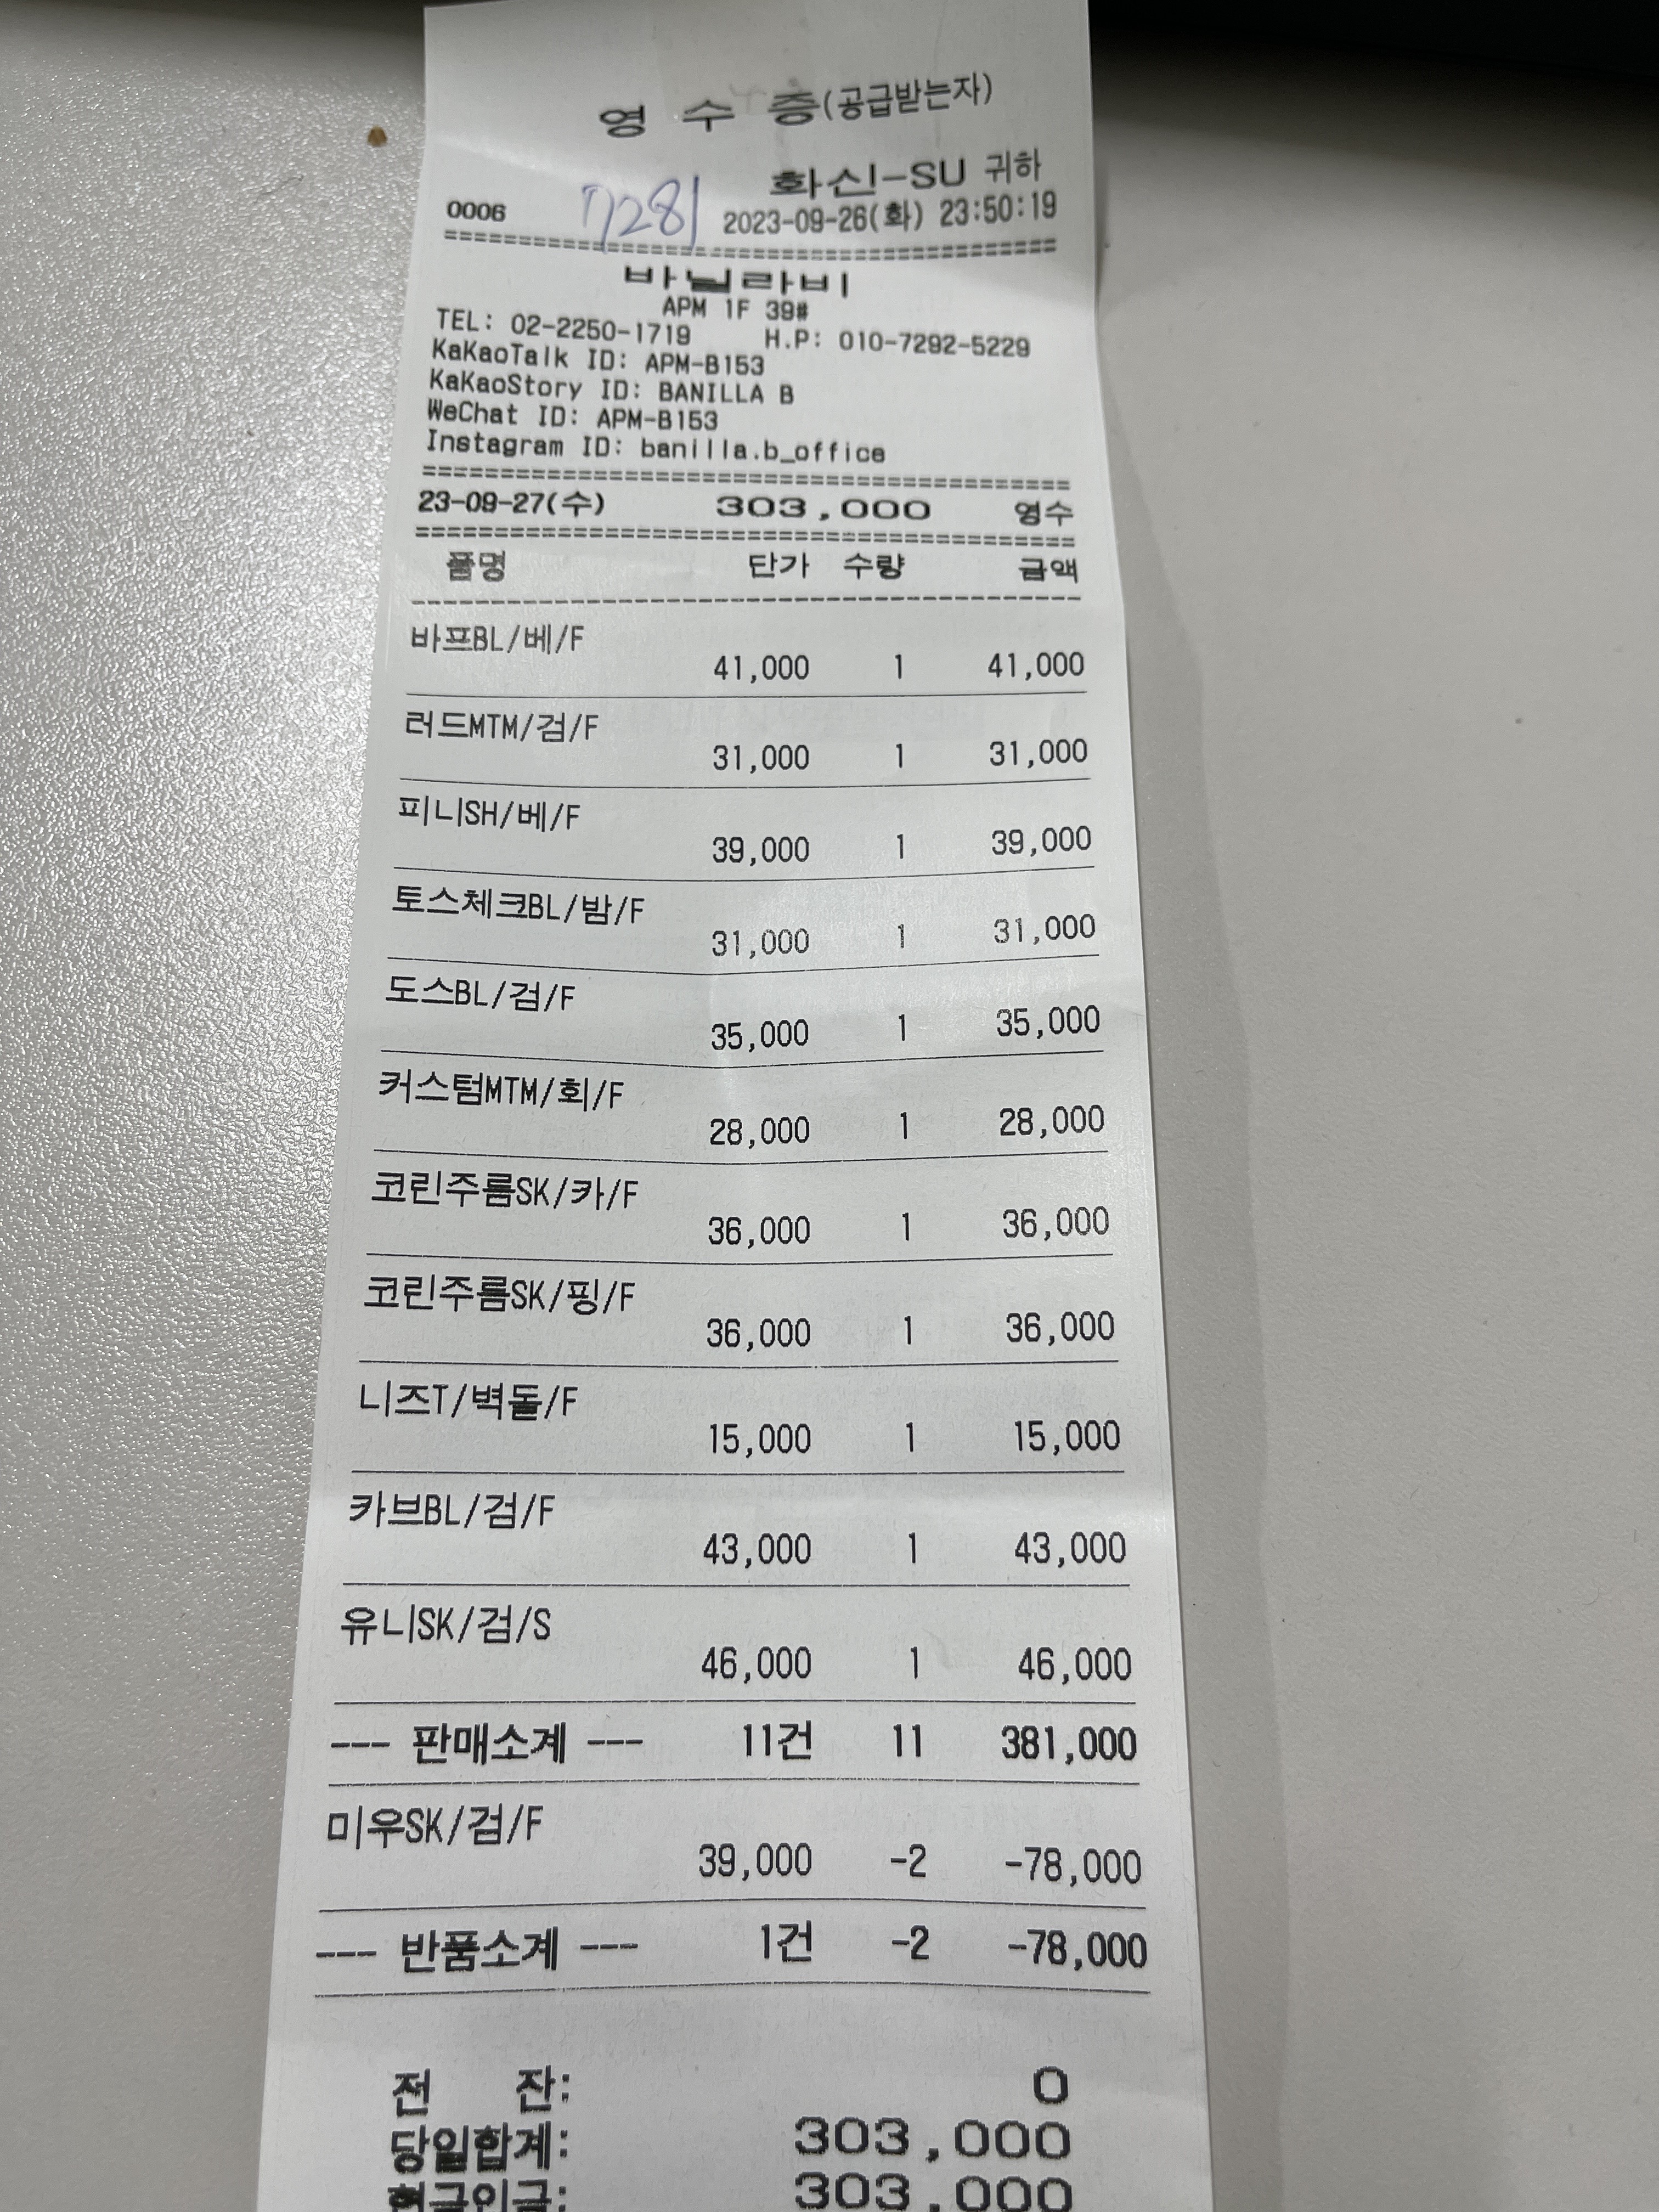 영 수 증(공급받는자)
화신-SU 귀하
0006 7281 2023-09-26(화) 23:50:19
==========================================
바닐라비
APM 1F 39#
TEL: 02-2250-1719 H.P: 010-7292-5229
KaKaoTalk ID: APM-B153
KaKaoStory ID: BANILLA B
WeChat ID: APM-B153
Instagram ID: banilla.b_office
==========================================
23-09-27(수) 303,000 영수
==========================================
품명 단가 수량 금액
------------------------------------------
바프BL/베/F
41,000 1 41,000
러드MTM/검/F
31,000 1 31,000
피니SH/베/F
39,000 1 39,000
토스체크BL/밤/F
31,000 1 31,000
도스BL/검/F
35,000 1 35,000
커스텀MTM/회/F
28,000 1 28,000
코린주름SK/카/F
36,000 1 36,000
코린주름SK/핑/F
36,000 1 36,000
니즈T/벽돌/F
15,000 1 15,000
카브BL/검/F
43,000 1 43,000
유니SK/검/S
46,000 1 46,000
--- 판매소계 --- 11건 11 381,000
미우SK/검/F
39,000 -2 -78,000
--- 반품소계 --- 1건 -2 -78,000
전 잔: 0
당일합계: 303,000
현금입금: 303,000